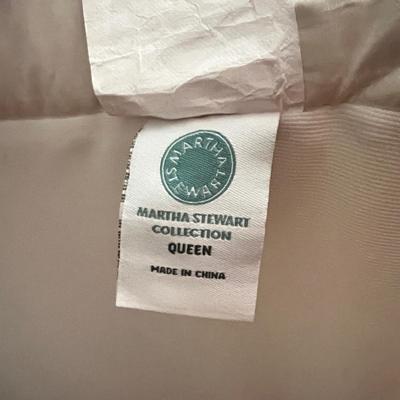 MARTHA
STEWART
MARTHA STEWART
COLLECTION
QUEEN
MADE IN CHINA